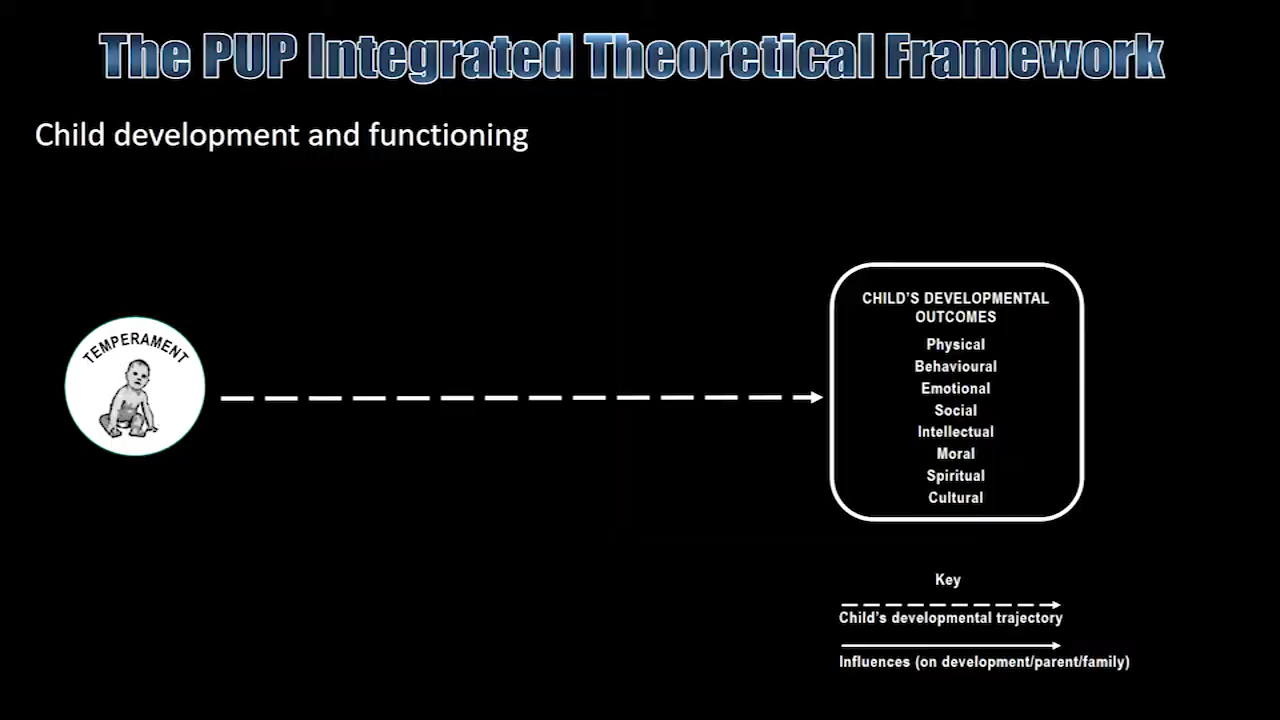 The PUP Integrated Theoretical Framework
Child development and functioning
TEMPERAMENT
CHILD'S DEVELOPMENTAL
OUTCOMES
Physical
Behavioural
Emotional
Social
Intellectual
Moral
Spiritual
Cultural
Key
Child's developmental trajectory
Influences (on development/parent/family)